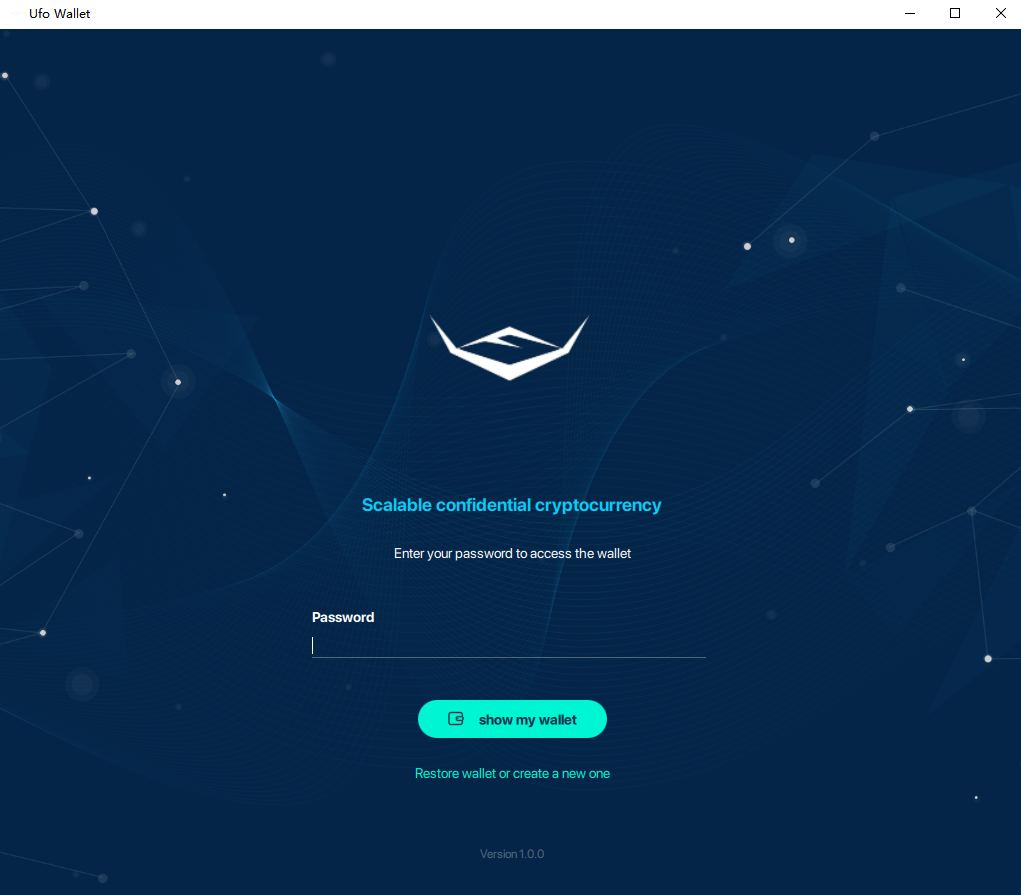 Ufo Wallet
Scalable confidential cryptocurrency
Enter your password to access the wallet
Password
show my wallet
Restore wallet or create a new one
Version 1.0.0